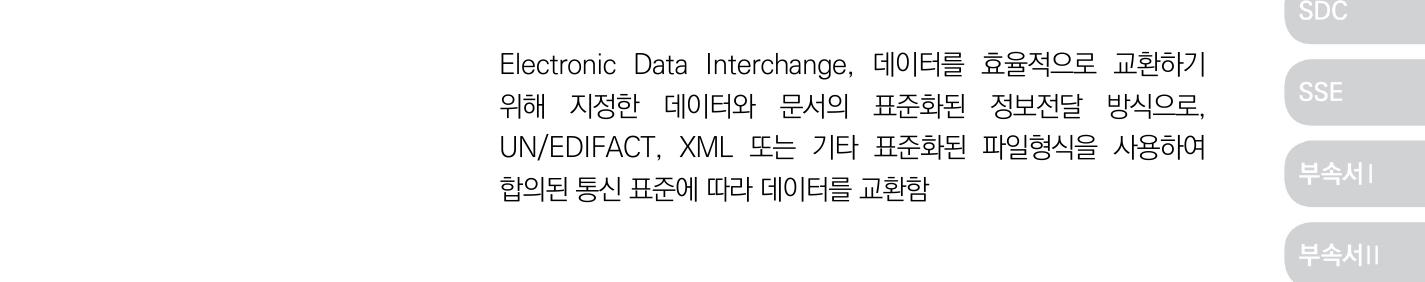 SDC
Electronic Data Interchange, 데이터를 효율적으로 교환하기
위해 지정한 데이터와 문서의 표준화된 정보전달 방식으로,
UN/EDIFACT, XML 또는 기타 표준화된 파일형식을 사용하여
합의된 통신 표준에 따라 데이터를 교환함
SSE
부속서 I
부속서 II